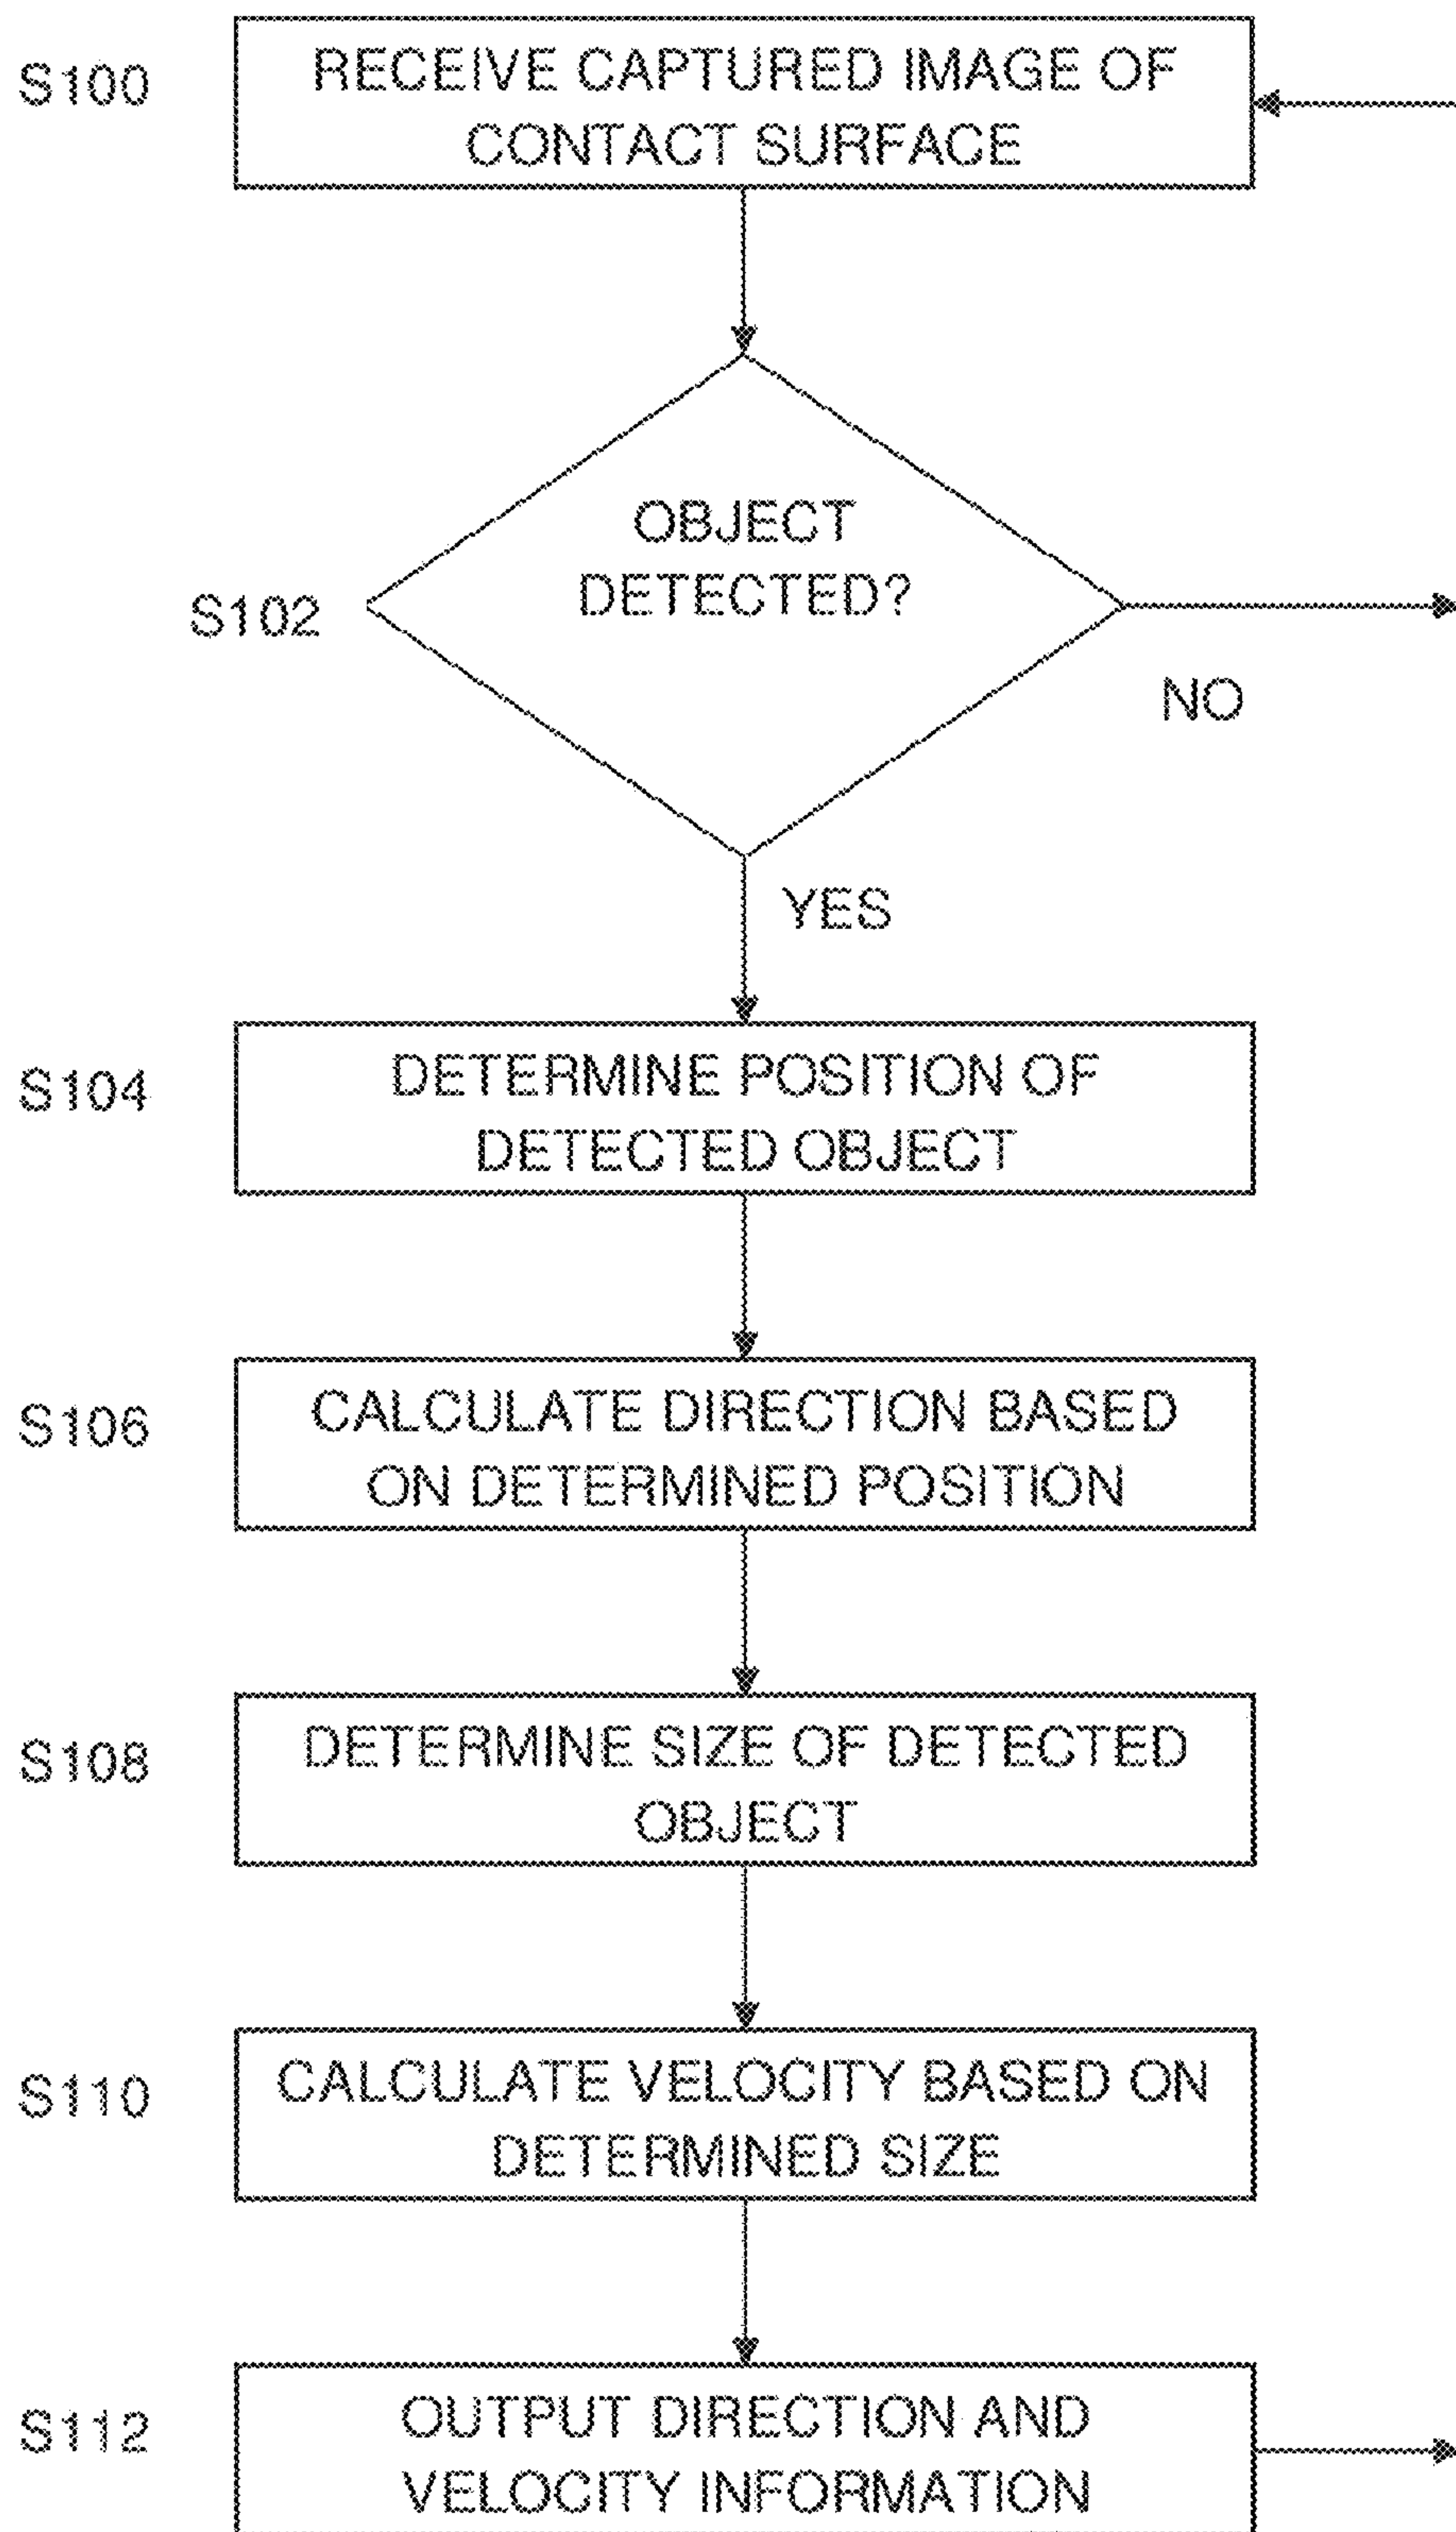 S100
RECEIVE CAPTURED IMAGE OF
CONTACT SURFACE
OBJECT
DETECTED?
S102
NO
YES
S104
DETERMINE POSITION OF
DETECTED OBJECT
S106
CALCULATE DIRECTION BASED
ON DETERMINED POSITION
S108
DETERMINE SIZE OF DETECTED
OBJECT
S110
CALCULATE VELOCITY BASED ON
DETERMINED SIZE
S112
OUTPUT DIRECTION AND
VELOCITY INFORMATION